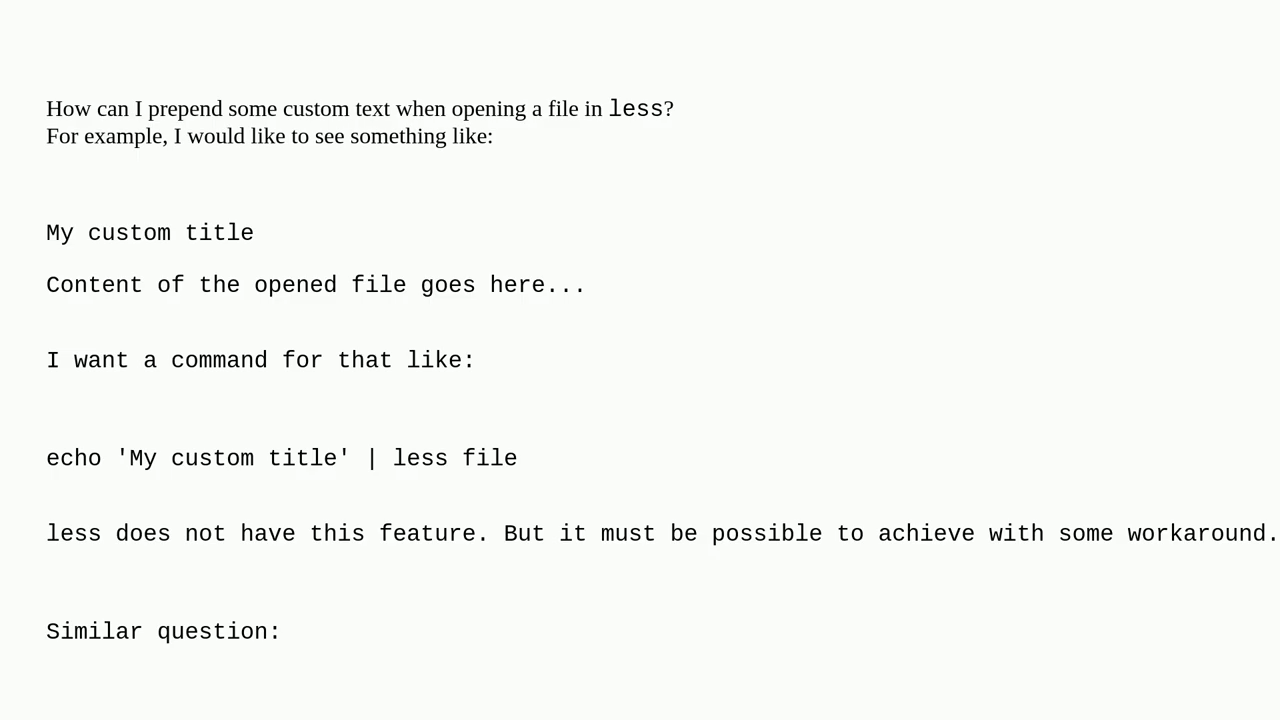 How can I prepend some custom text when opening a file in less?
For example, I would like to see something like:
My custom title
Content of the opened file goes here...
I want a command for that like:
echo 'My custom title' | less file
less does not have this feature. But it must be possible to achieve with some workaround.
Similar question: